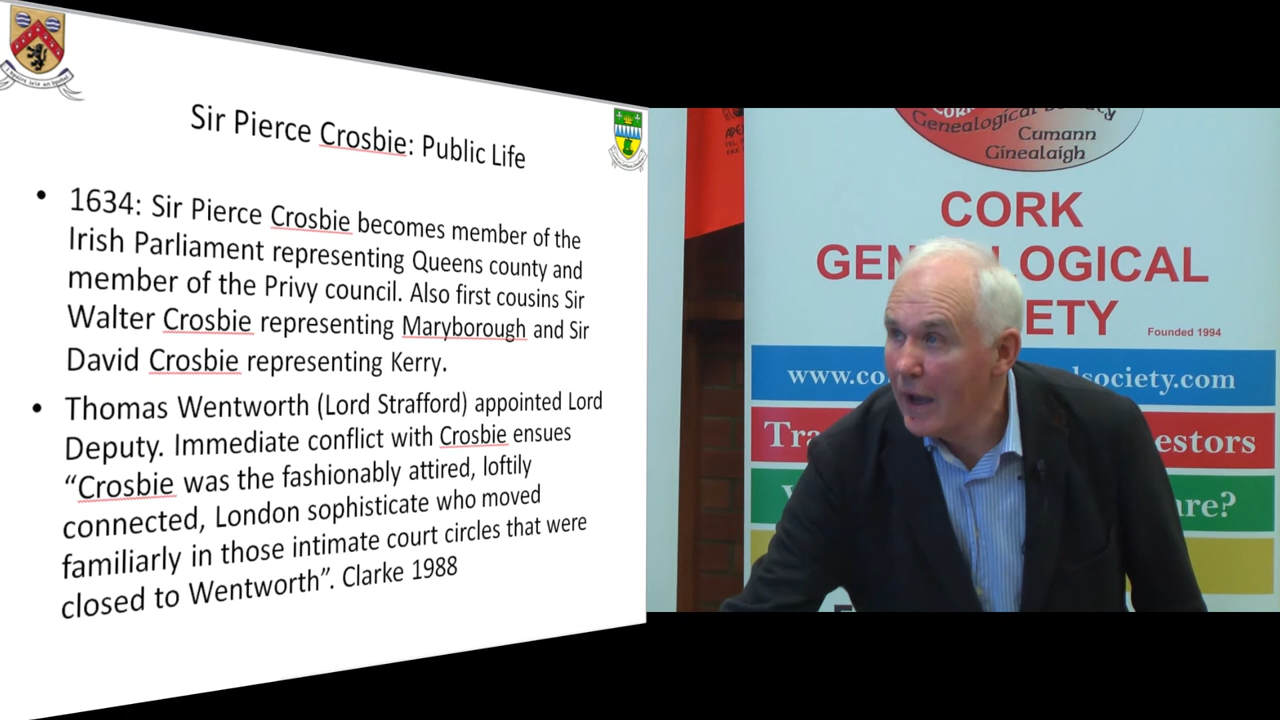 Sir Pierce Crosbie: Public Life
• 1634: Sir Pierce Crosbie becomes member of the
Irish Parliament representing Queens county and
member of the Privy council. Also first cousins Sir
Walter Crosbie representing Maryborough and Sir
David Crosbie representing Kerry.
• Thomas Wentworth (Lord Strafford) appointed Lord
Deputy. Immediate conflict with Crosbie ensues
“Crosbie was the fashionably attired, loftily
connected, London sophisticate who moved
familiarly in those intimate court circles that were
closed to Wentworth”. Clarke 1988
Genealogical
Cumann
Ginealaigh
CORK
GEN LOGICAL
ETY
Founded 1994
www.co lsociety.com
Tra estors
are?